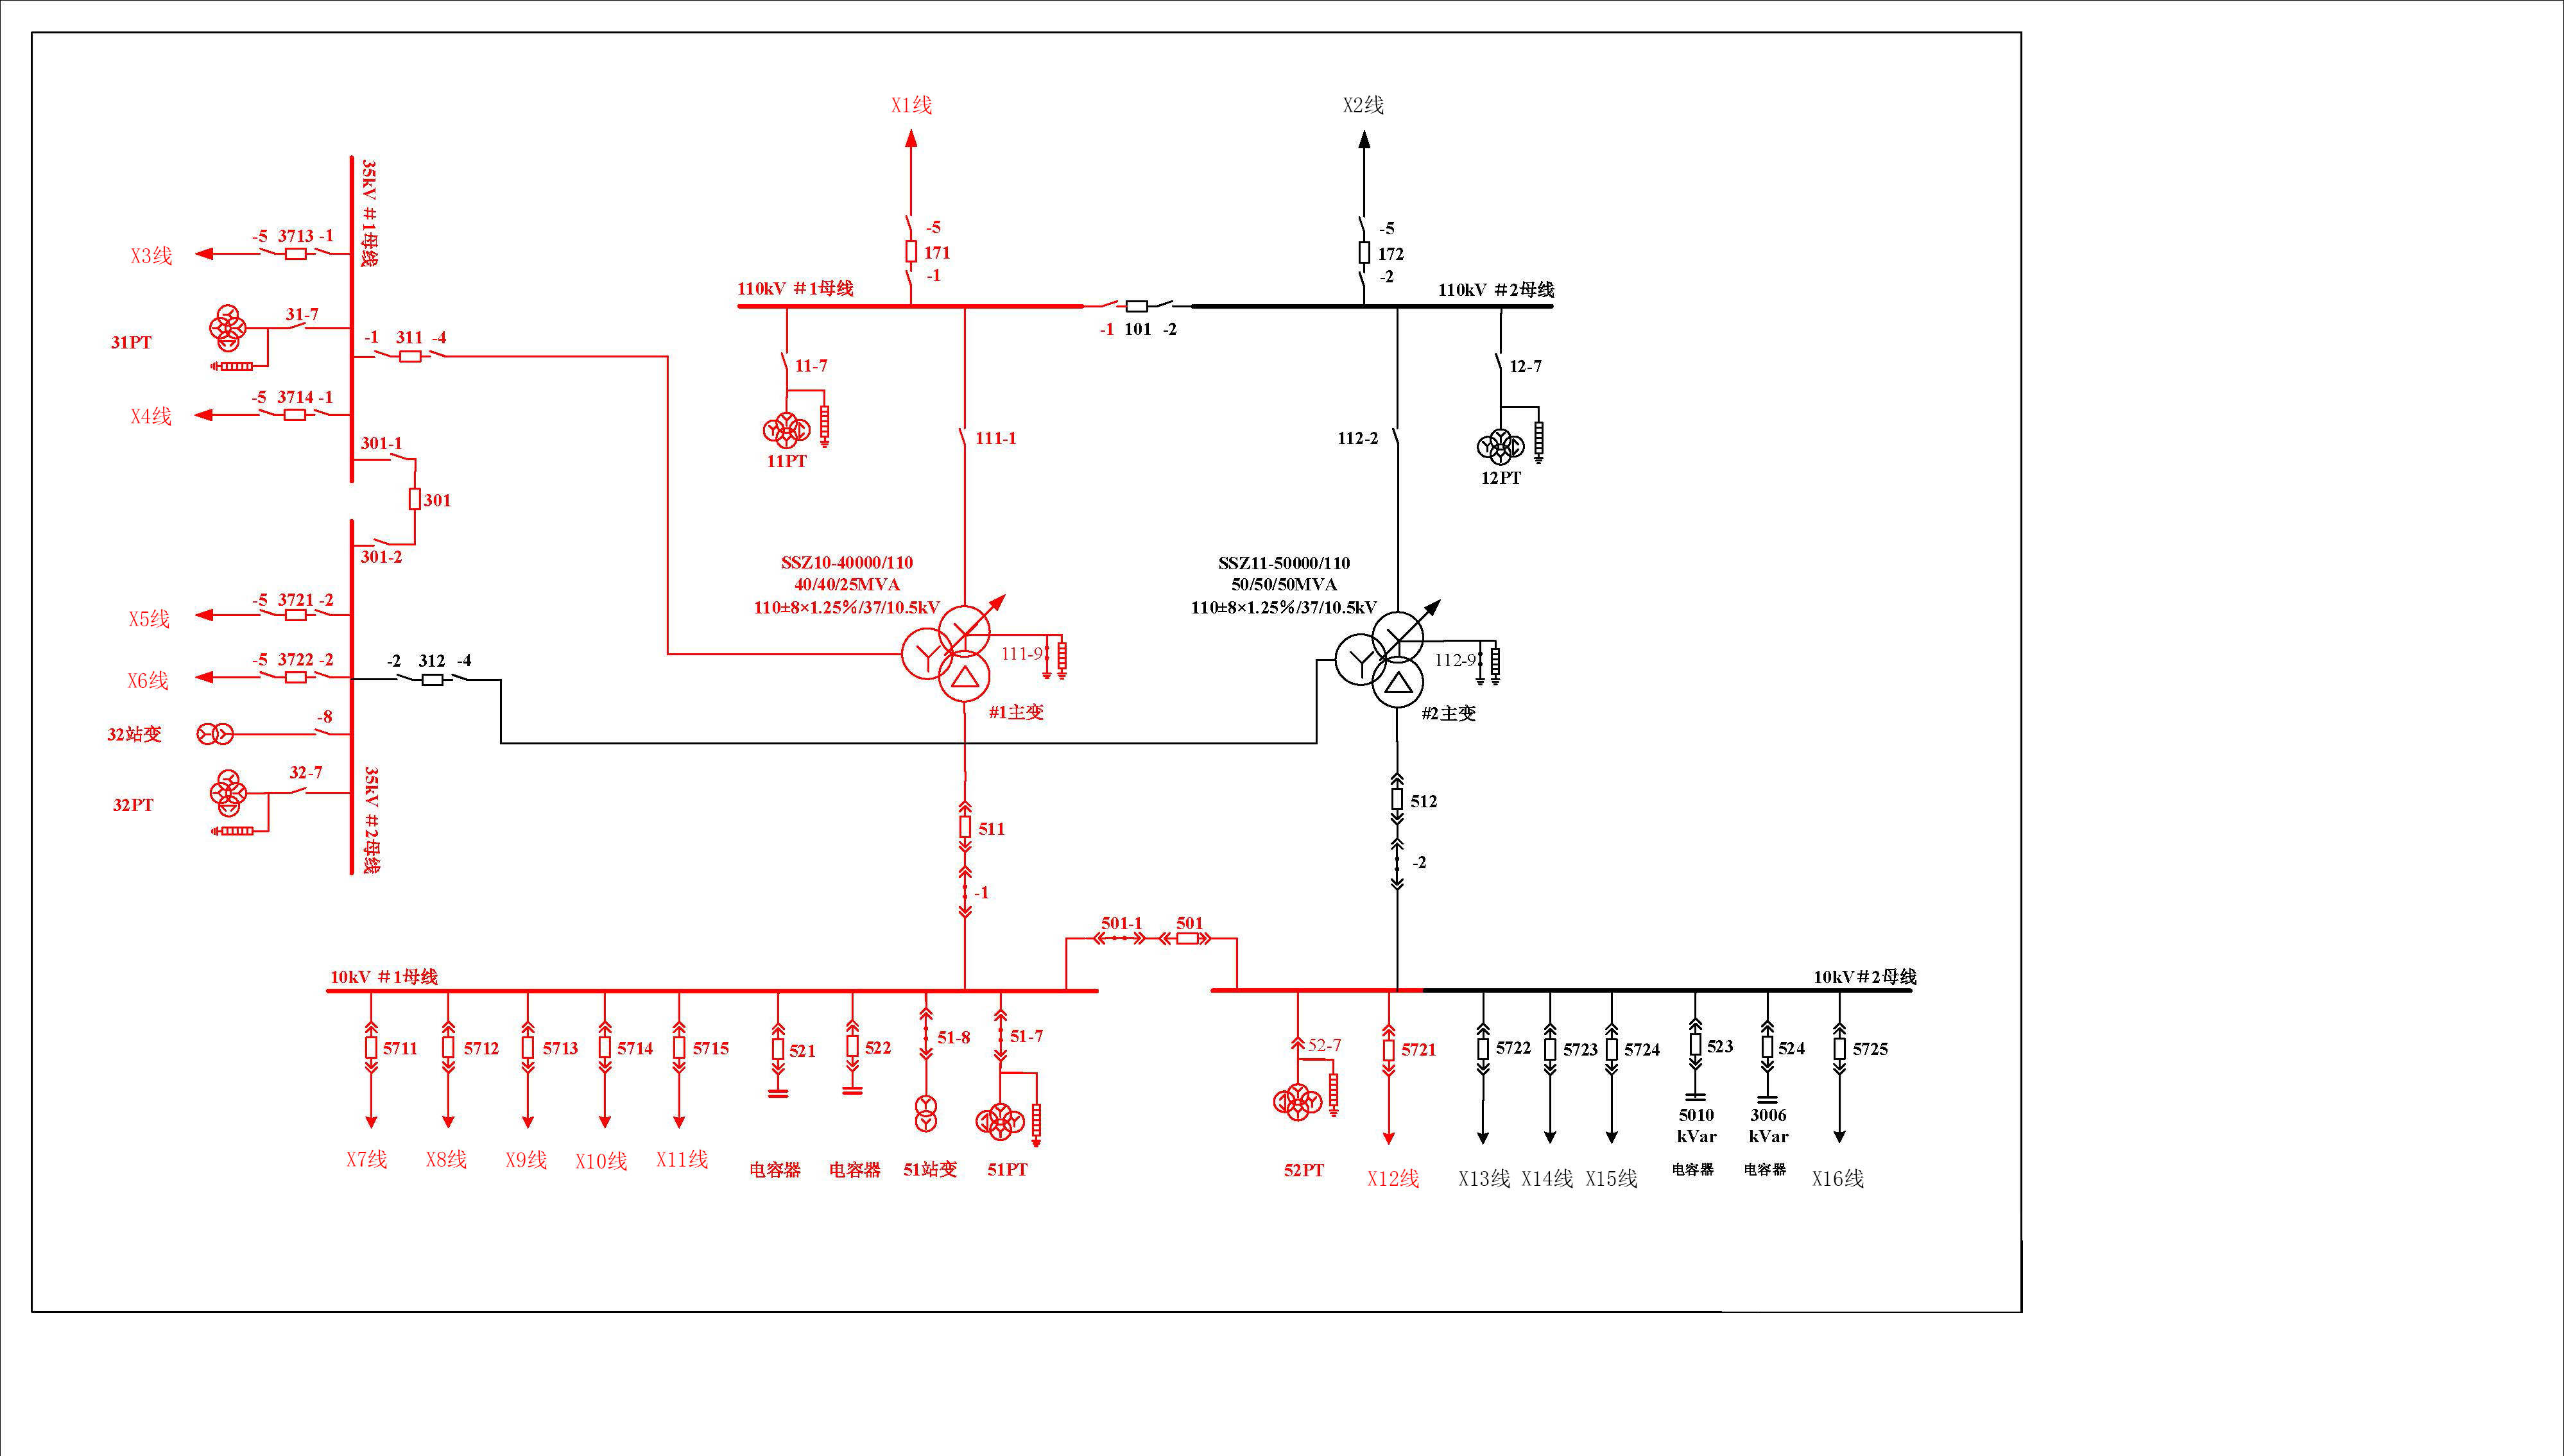 X1线
X2线
-5
171
-1
-5
172
-2
110kV #1母线
110kV #2母线
-1 101 -2
11-7
11PT
12-7
12PT
111-1
112-2
35kV #1母线
-5 3713 -1
X3线
31-7
31PT
-1 311 -4
-5 3714 -1
X4线
301-1
301
301-2
-5 3721 -2
X5线
-5 3722 -2
X6线
-2 312 -4
-8
32站变
32-7
32PT
35kV #2母线
SSZ10-40000/110
40/40/25MVA
110±8×1.25%/37/10.5kV
111-9
#1主变
SSZ11-50000/110
50/50/50MVA
110±8×1.25%/37/10.5kV
112-9
#2主变
511
-1
512
-2
501-1 501
10kV #1母线
10kV#2母线
5711 5712 5713 5714 5715 521 522 51-8 51-7
52-7 5721 5722 5723 5724 523 524 5725
5010
kVar
3006
kVar
X7线 X8线 X9线 X10线 X11线 电容器 电容器 51站变 51PT
52PT X12线 X13线 X14线 X15线 电容器 电容器 X16线